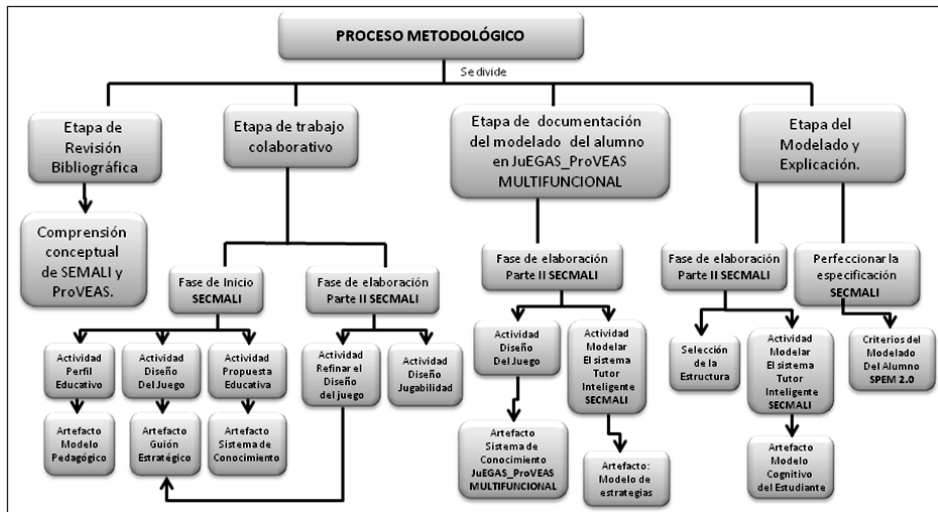 PROCESO METODOLÓGICO
Se divide
Etapa de
Revisión
Bibliográfica
Etapa de trabajo
colaborativo
Etapa de documentación
del modelado del alumno
en JuEGAS_ProVEAS
MULTIFUNCIONAL
Etapa del
Modelado y
Explicación.
Comprensión
conceptual
de SEMALI y
ProVEAS.
Fase de Inicio
SECMALI
Fase de elaboración
Parte II SECMALI
Fase de elaboración
Parte II SECMALI
Fase de elaboración
Parte II SECMALI
Perfeccionar la
especificación
SECMALI
Actividad
Perfil
Educativo
Actividad
Diseño
Del Juego
Actividad
Propuesta
Educativa
Actividad
Refinar el
Diseño
del juego
Actividad
Diseño
Jugabilidad
Actividad
Diseño
Del Juego
Actividad
Modelar
El sistema
Tutor
Inteligente
SECMALI
Selección
de la
Estructura
Actividad
Modelar
El sistema
Tutor
Inteligente
SECMALI
Criterios del
Modelado
Del Alumno
SPEM 2.0
Artefacto
Modelo
Pedagógico
Artefacto
Guión
Estratégico
Artefacto
Sistema de
Conocimiento
Artefacto
Sistema de
Conocimiento
JuEGAS_ProVEAS
MULTIFUNCIONAL
Artefacto:
Modelo de
estrategias
Artefacto
Modelo
Cognitivo
del Estudiante